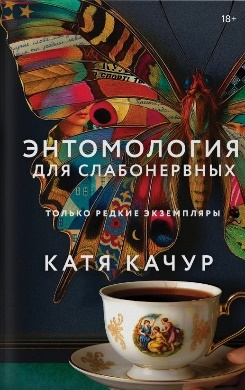 18+
ЭНТОМОЛОГИЯ
ДЛЯ СЛАБОНЕРВНЫХ
ТОЛЬКО РЕДКИЕ ЭКЗЕМПЛЯРЫ
КАТЯ КАЧУР